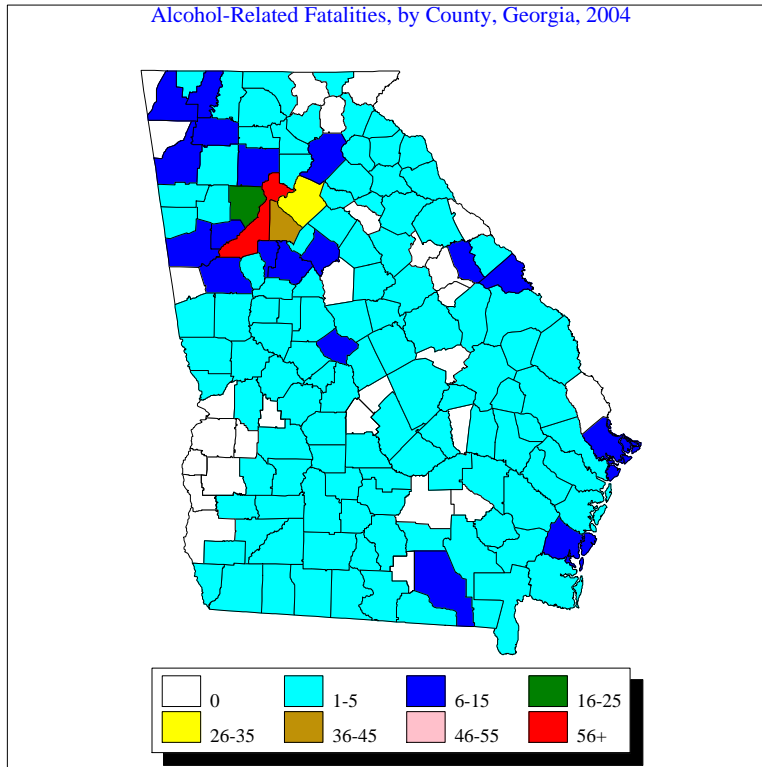 Alcohol-Related Fatalities, by County, Georgia, 2004
0 1-5 6-15 16-25
26-35 36-45 46-55 56+